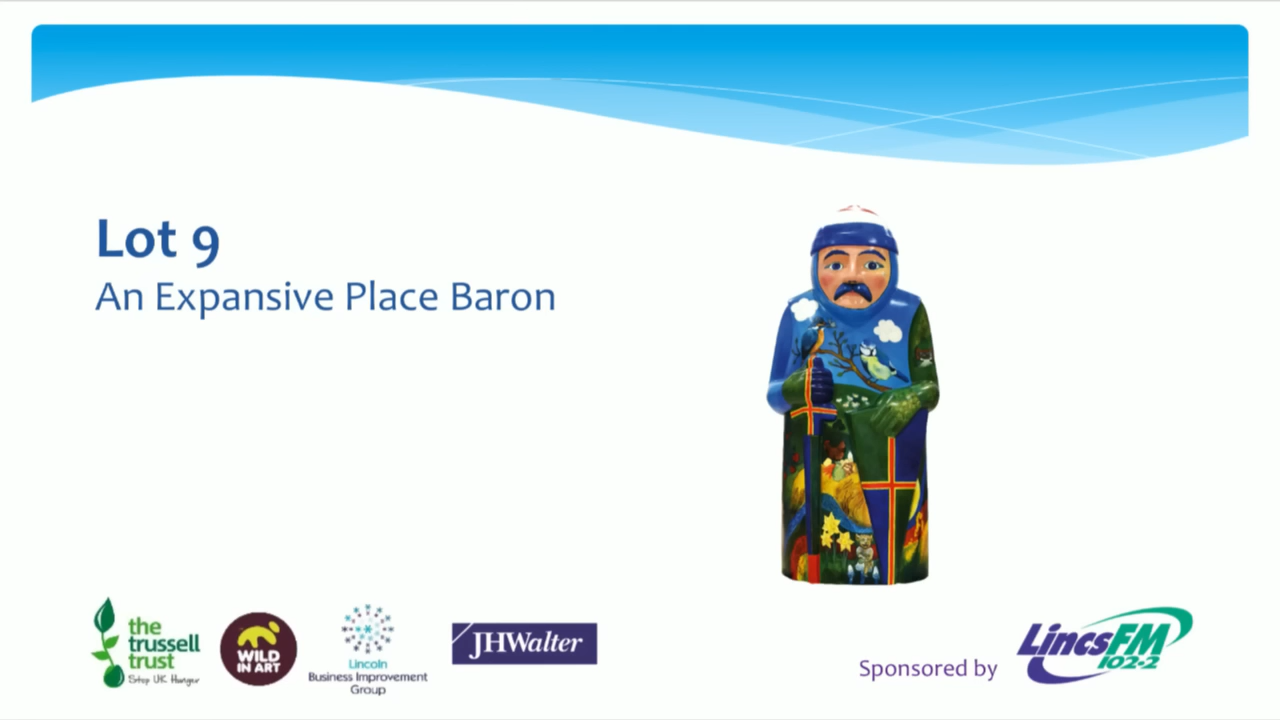 Lot 9
An Expansive Place Baron
the
trussell
trust
Stop UK Hunger
WILD
IN ART
Lincoln
Business Improvement
Group
JHWalter
Sponsored by
LincsFM
102·2